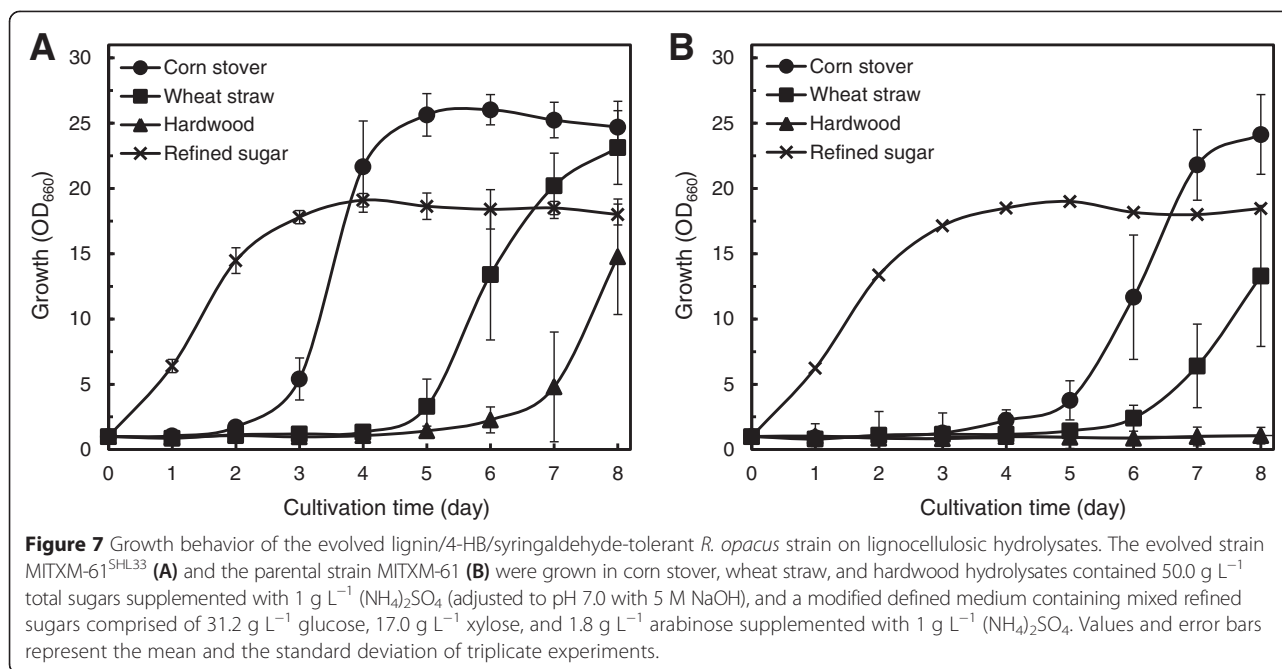 A
Corn stover
Wheat straw
Hardwood
Refined sugar
30
25
20
15
10
5
0
Growth (OD660)
0 1 2 3 4 5 6 7 8
Cultivation time (day)
B
Corn stover
Wheat straw
Hardwood
Refined sugar
30
25
20
15
10
5
0
Growth (OD660)
0 1 2 3 4 5 6 7 8
Cultivation time (day)
Figure 7 Growth behavior of the evolved lignin/4-HB/syringaldehyde-tolerant R. opacus strain on lignocellulosic hydrolysates. The evolved strain
MITXM-61SHL33 (A) and the parental strain MITXM-61 (B) were grown in corn stover, wheat straw, and hardwood hydrolysates contained 50.0 g L−1
total sugars supplemented with 1 g L−1 (NH4)2SO4 (adjusted to pH 7.0 with 5 M NaOH), and a modified defined medium containing mixed refined
sugars comprised of 31.2 g L−1 glucose, 17.0 g L−1 xylose, and 1.8 g L−1 arabinose supplemented with 1 g L−1 (NH4)2SO4. Values and error bars
represent the mean and the standard deviation of triplicate experiments.